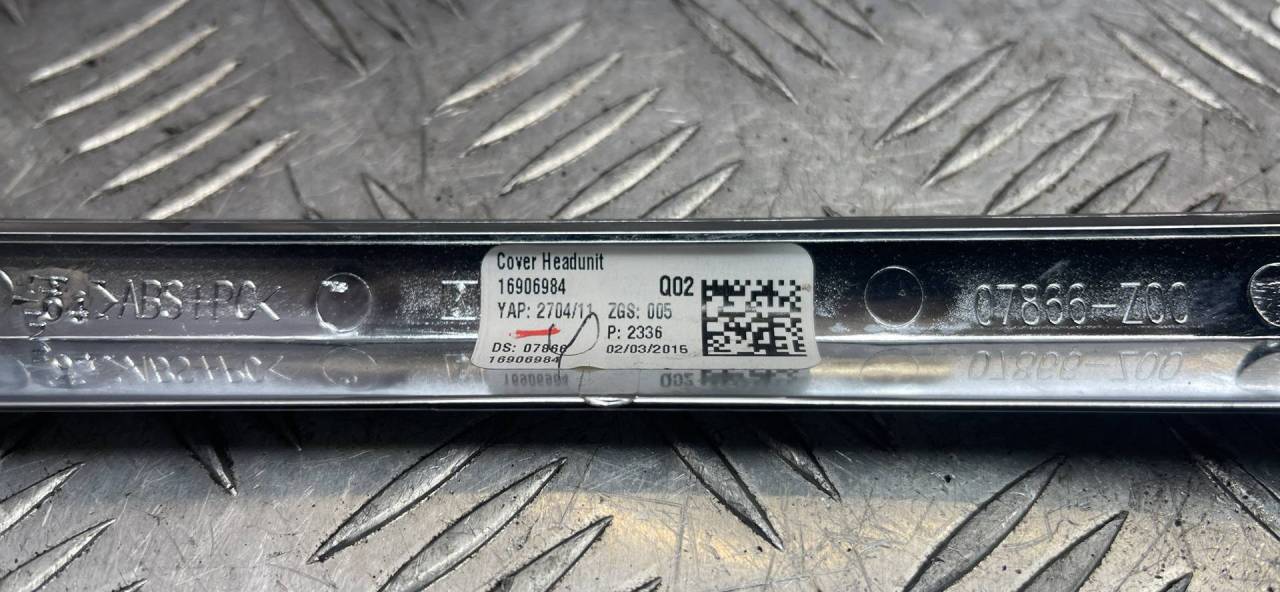 >ABS+PC<
Cover Headunit
16906984 Q02
YAP: 2704/11 ZGS: 005
P: 2336
DS: 07866 02/03/2015
16906984
07866-ZCC